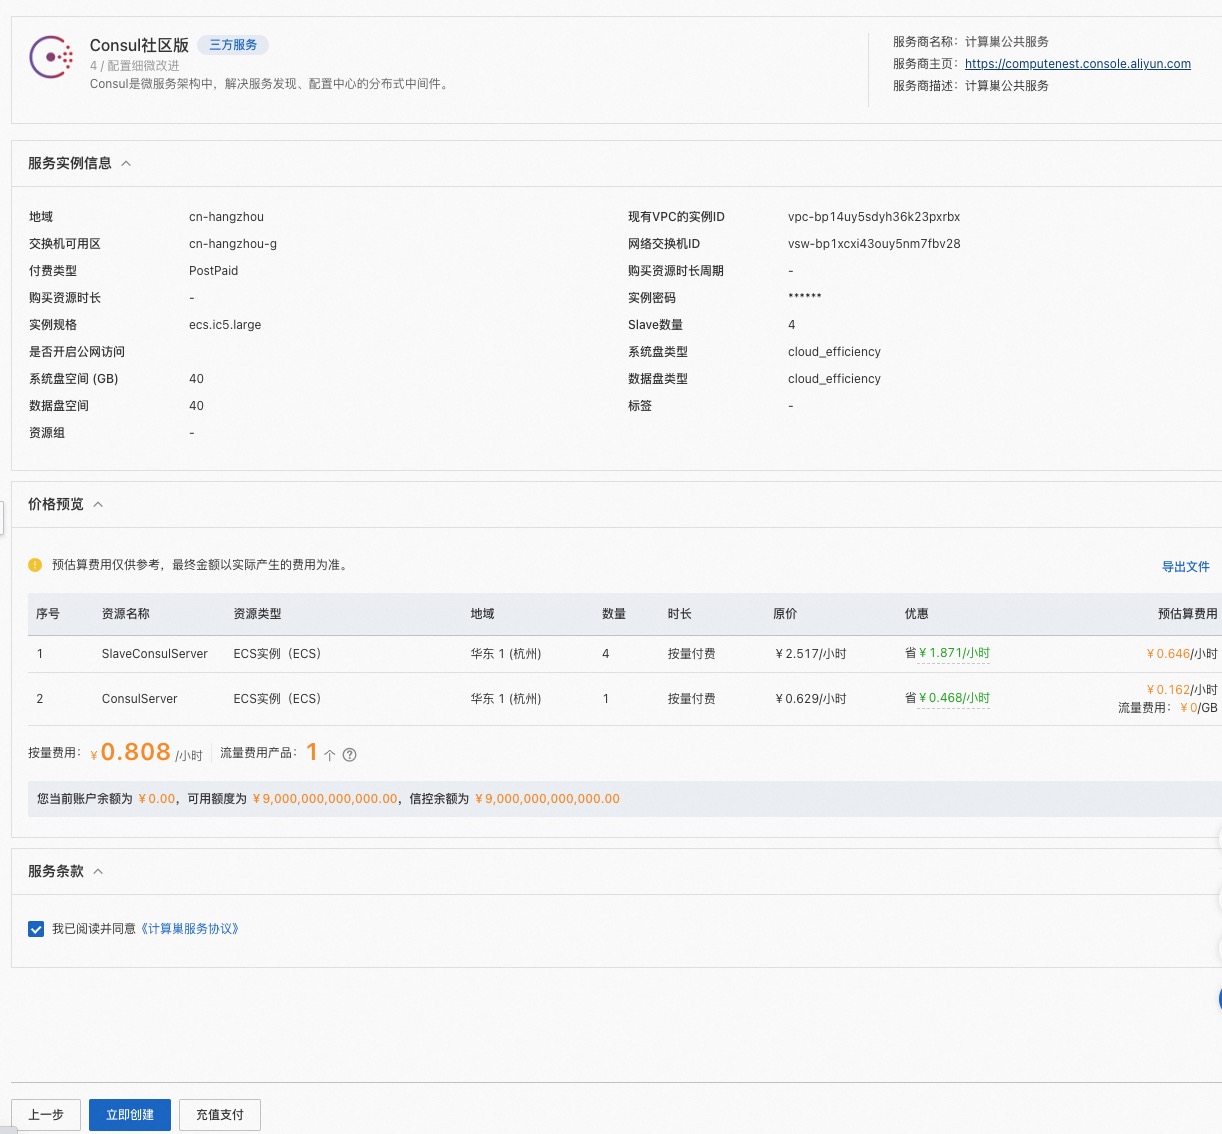 Consul社区版 三方服务
4 / 配置细微改进
Consul是微服务架构中，解决服务发现、配置中心的分布式中间件。
服务商名称： 计算巢公共服务
服务商主页： https://computenest.console.aliyun.com
服务商描述： 计算巢公共服务
服务实例信息
地域 cn-hangzhou 现有VPC的实例ID vpc-bp14uy5sdyh36k23pxrbx
交换机可用区 cn-hangzhou-g 网络交换机ID vsw-bp1xcxi43ouy5nm7fbv28
付费类型 PostPaid 购买资源时长周期 -
购买资源时长 - 实例密码 ******
实例规格 ecs.ic5.large Slave数量 4
是否开启公网访问 系统盘类型 cloud_efficiency
系统盘空间 (GB) 40 数据盘类型 cloud_efficiency
数据盘空间 40 标签 -
资源组 -
价格预览
预估算费用仅供参考，最终金额以实际产生的费用为准。 导出文件
序号 资源名称 资源类型 地域 数量 时长 原价 优惠 预估算费用
1 SlaveConsulServer ECS实例（ECS） 华东 1 (杭州) 4 按量付费 ￥2.517/小时 省￥1.871/小时 ￥0.646/小时
2 ConsulServer ECS实例（ECS） 华东 1 (杭州) 1 按量付费 ￥0.629/小时 省￥0.468/小时 ￥0.162/小时
流量费用： ￥0/GB
按量费用： ￥0.808 /小时 流量费用产品： 1 个 ?
您当前账户余额为 ￥0.00，可用额度为 ￥9,000,000,000,000.00，信控余额为 ￥9,000,000,000,000.00
服务条款
我已阅读并同意《计算巢服务协议》
上一步 立即创建 充值支付